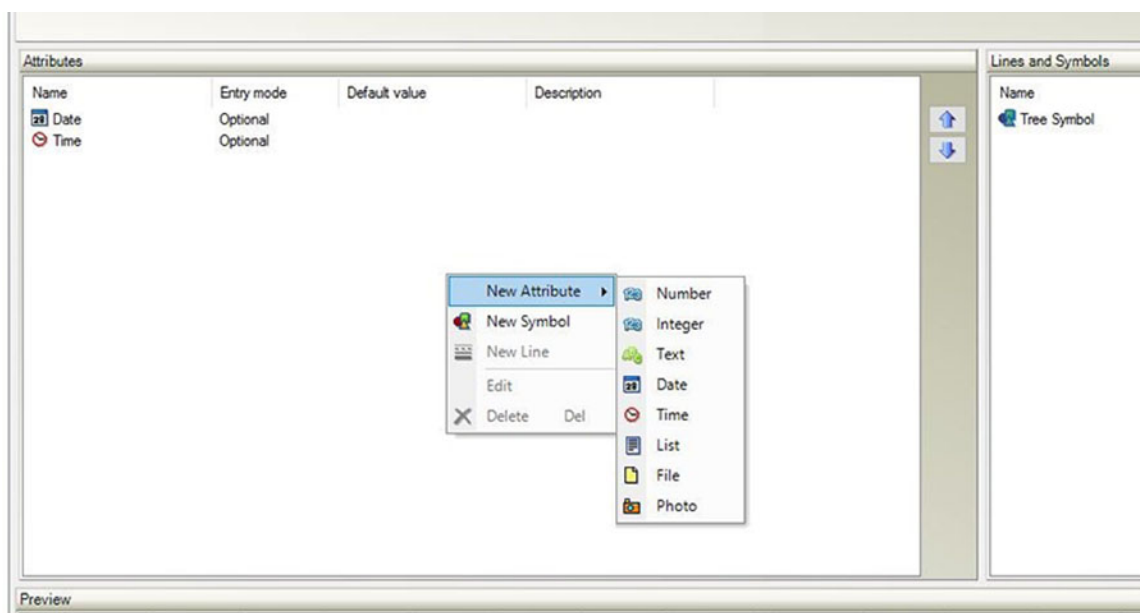 Attributes
Name Entry mode Default value Description
Date Optional
Time Optional
Lines and Symbols
Name
Tree Symbol
New Attribute
New Symbol
New Line
Edit
Delete Del
Number
Integer
Text
Date
Time
List
File
Photo
Preview